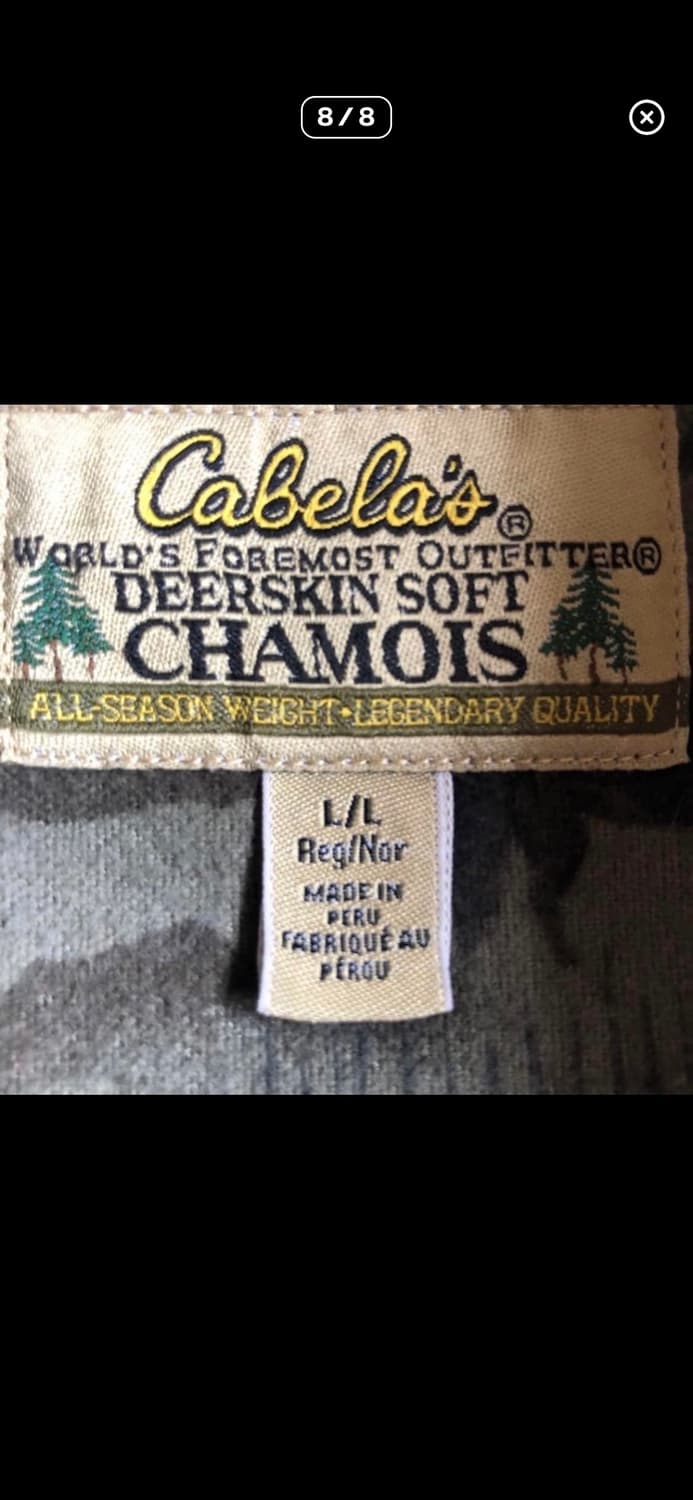 8/8
Cabela's®
WORLD'S FOREMOST OUTFITTER®
DEERSKIN SOFT
CHAMOIS
ALL-SEASON WEIGHT•LEGENDARY QUALITY
L/L
Reg/Nor
MADE IN
PERU
FABRIQUÉ AU
PÉROU